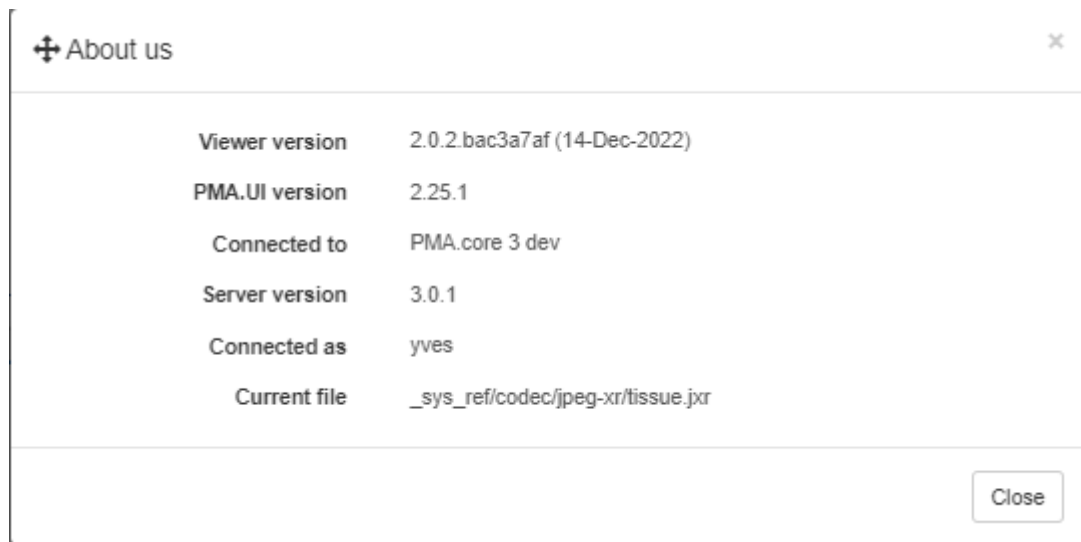 About us
Viewer version 2.0.2.bac3a7af (14-Dec-2022)
PMA.UI version 2.25.1
Connected to PMA.core 3 dev
Server version 3.0.1
Connected as yves
Current file _sys_ref/codec/jpeg-xr/tissue.jxr
Close